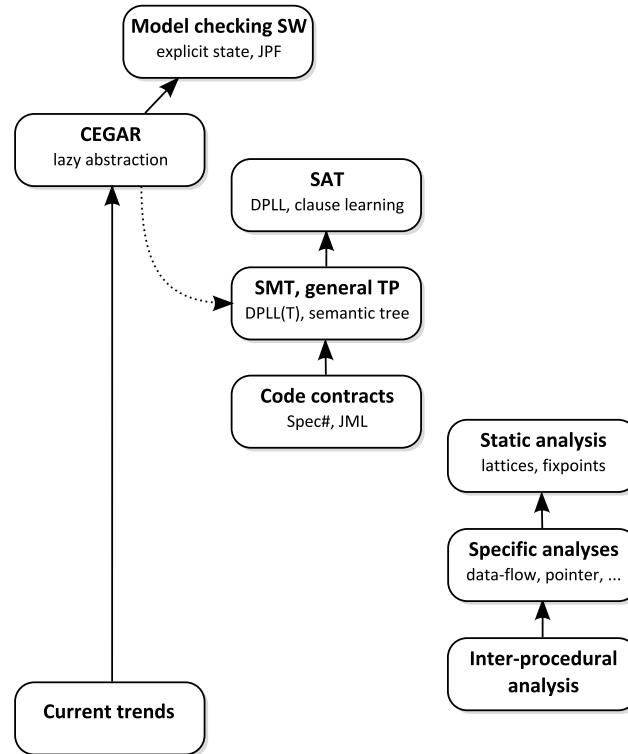 Model checking SW
explicit state, JPF
CEGAR
lazy abstraction
SAT
DPLL, clause learning
SMT, general TP
DPLL(T), semantic tree
Code contracts
Spec#, JML
Static analysis
lattices, fixpoints
Specific analyses
data-flow, pointer, ...
Inter-procedural
analysis
Current trends